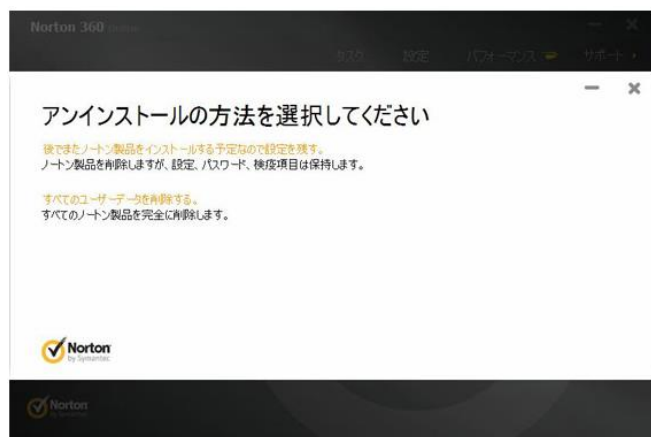 Norton 360
タスク 設定 パフォーマンス サポート
アンインストールの方法を選択してください
後でまたノートン製品をインストールする予定なので設定を残す。
ノートン製品を削除しますが、設定、パスワード、検疫項目は保持します。
すべてのユーザーデータを削除する。
すべてのノートン製品を完全に削除します。
Norton
by Symantec
Norton